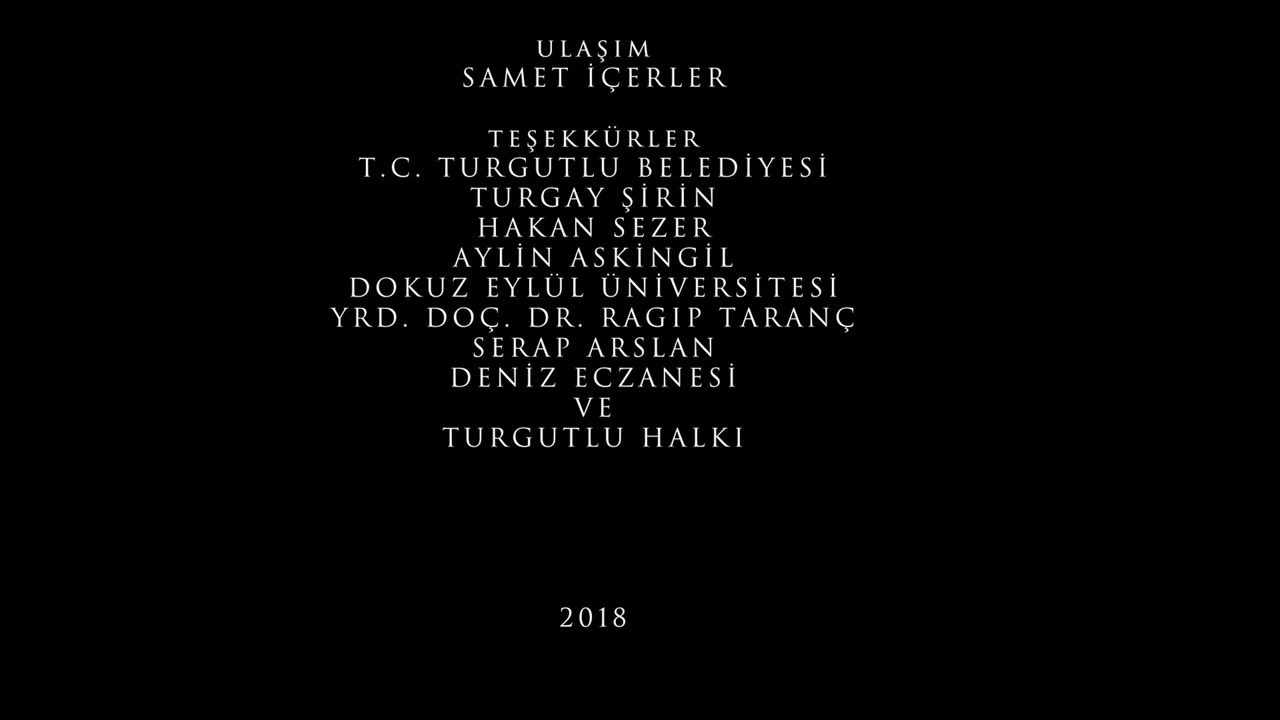 ULAŞIM
SAMET İÇERLER
TEŞEKKÜRLER
T.C. TURGUTLU BELEDİYESİ
TURGAY ŞİRİN
HAKAN SEZER
AYLİN ASKİNGİL
DOKUZ EYLÜL ÜNİVERSİTESİ
YRD. DOÇ. DR. RAGIP TARANÇ
SERAP ARSLAN
DENİZ ECZANESİ
VE
TURGUTLU HALKI
2018